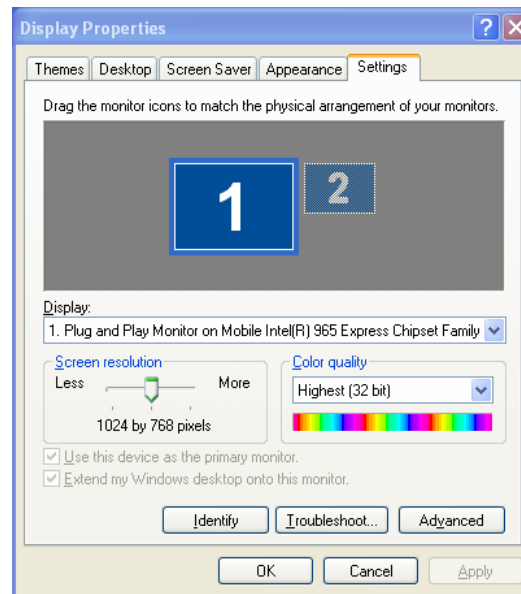 Display Properties
Themes Desktop Screen Saver Appearance Settings
Drag the monitor icons to match the physical arrangement of your monitors.
1 2
Display:
1. Plug and Play Monitor on Mobile Intel(R) 965 Express Chipset Family
Screen resolution
Less More
1024 by 768 pixels
Color quality
Highest (32 bit)
Use this device as the primary monitor.
Extend my Windows desktop onto this monitor.
Identify Troubleshoot... Advanced
OK Cancel Apply